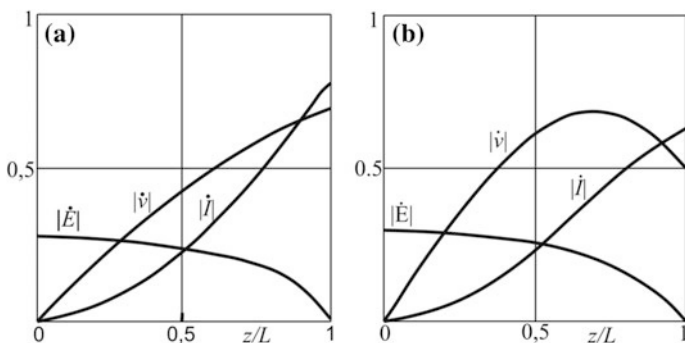 1 (a) 1 (b)
|v̇| |v̇|
|İ|
0,5 |İ| 0,5
|Ė| |Ė|
0 0,5 z/L 1 0 0,5 z/L 1